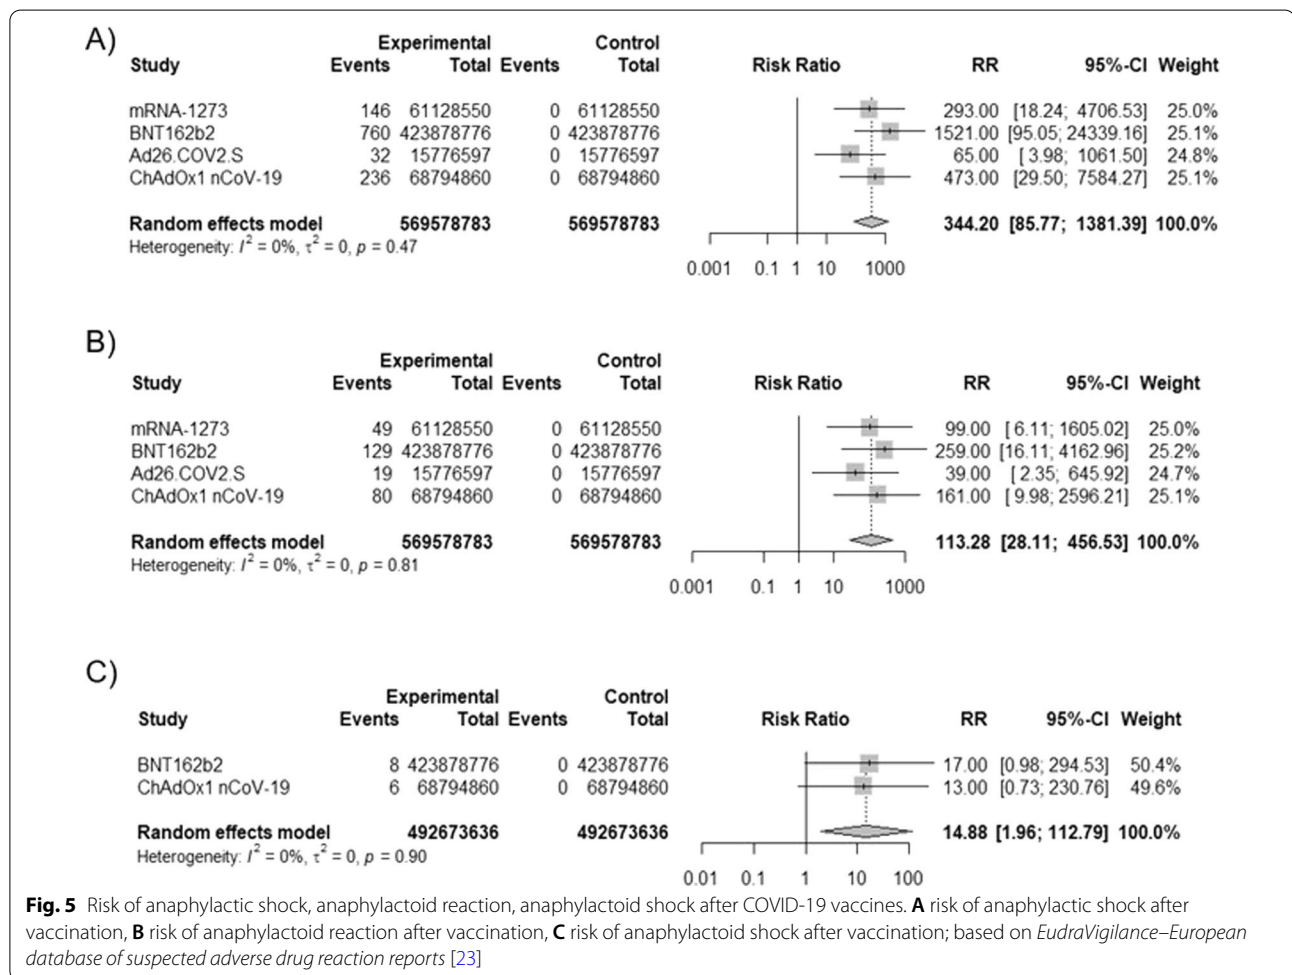 A)
Experimental Control
Study Events Total Events Total Risk Ratio RR 95%-CI Weight
mRNA-1273 146 61128550 0 61128550 293.00 [18.24; 4706.53] 25.0%
BNT162b2 760 423878776 0 423878776 1521.00 [95.05; 24339.16] 25.1%
Ad26.COV2.S 32 15776597 0 15776597 65.00 [ 3.98; 1061.50] 24.8%
ChAdOx1 nCoV-19 236 68794860 0 68794860 473.00 [29.50; 7584.27] 25.1%
Random effects model 569578783 569578783 344.20 [85.77; 1381.39] 100.0%
Heterogeneity: I² = 0%, τ² = 0, p = 0.47
0.001 0.1 1 10 1000
B)
Experimental Control
Study Events Total Events Total Risk Ratio RR 95%-CI Weight
mRNA-1273 49 61128550 0 61128550 99.00 [ 6.11; 1605.02] 25.0%
BNT162b2 129 423878776 0 423878776 259.00 [16.11; 4162.96] 25.2%
Ad26.COV2.S 19 15776597 0 15776597 39.00 [ 2.35; 645.92] 24.7%
ChAdOx1 nCoV-19 80 68794860 0 68794860 161.00 [ 9.98; 2596.21] 25.1%
Random effects model 569578783 569578783 113.28 [28.11; 456.53] 100.0%
Heterogeneity: I² = 0%, τ² = 0, p = 0.81
0.001 0.1 1 10 1000
C)
Experimental Control
Study Events Total Events Total Risk Ratio RR 95%-CI Weight
BNT162b2 8 423878776 0 423878776 17.00 [0.98; 294.53] 50.4%
ChAdOx1 nCoV-19 6 68794860 0 68794860 13.00 [0.73; 230.76] 49.6%
Random effects model 492673636 492673636 14.88 [1.96; 112.79] 100.0%
Heterogeneity: I² = 0%, τ² = 0, p = 0.90
0.01 0.1 1 10 100
Fig. 5 Risk of anaphylactic shock, anaphylactoid reaction, anaphylactoid shock after COVID-19 vaccines. A risk of anaphylactic shock after
vaccination, B risk of anaphylactoid reaction after vaccination, C risk of anaphylactoid shock after vaccination; based on EudraVigilance–European
database of suspected adverse drug reaction reports [23]